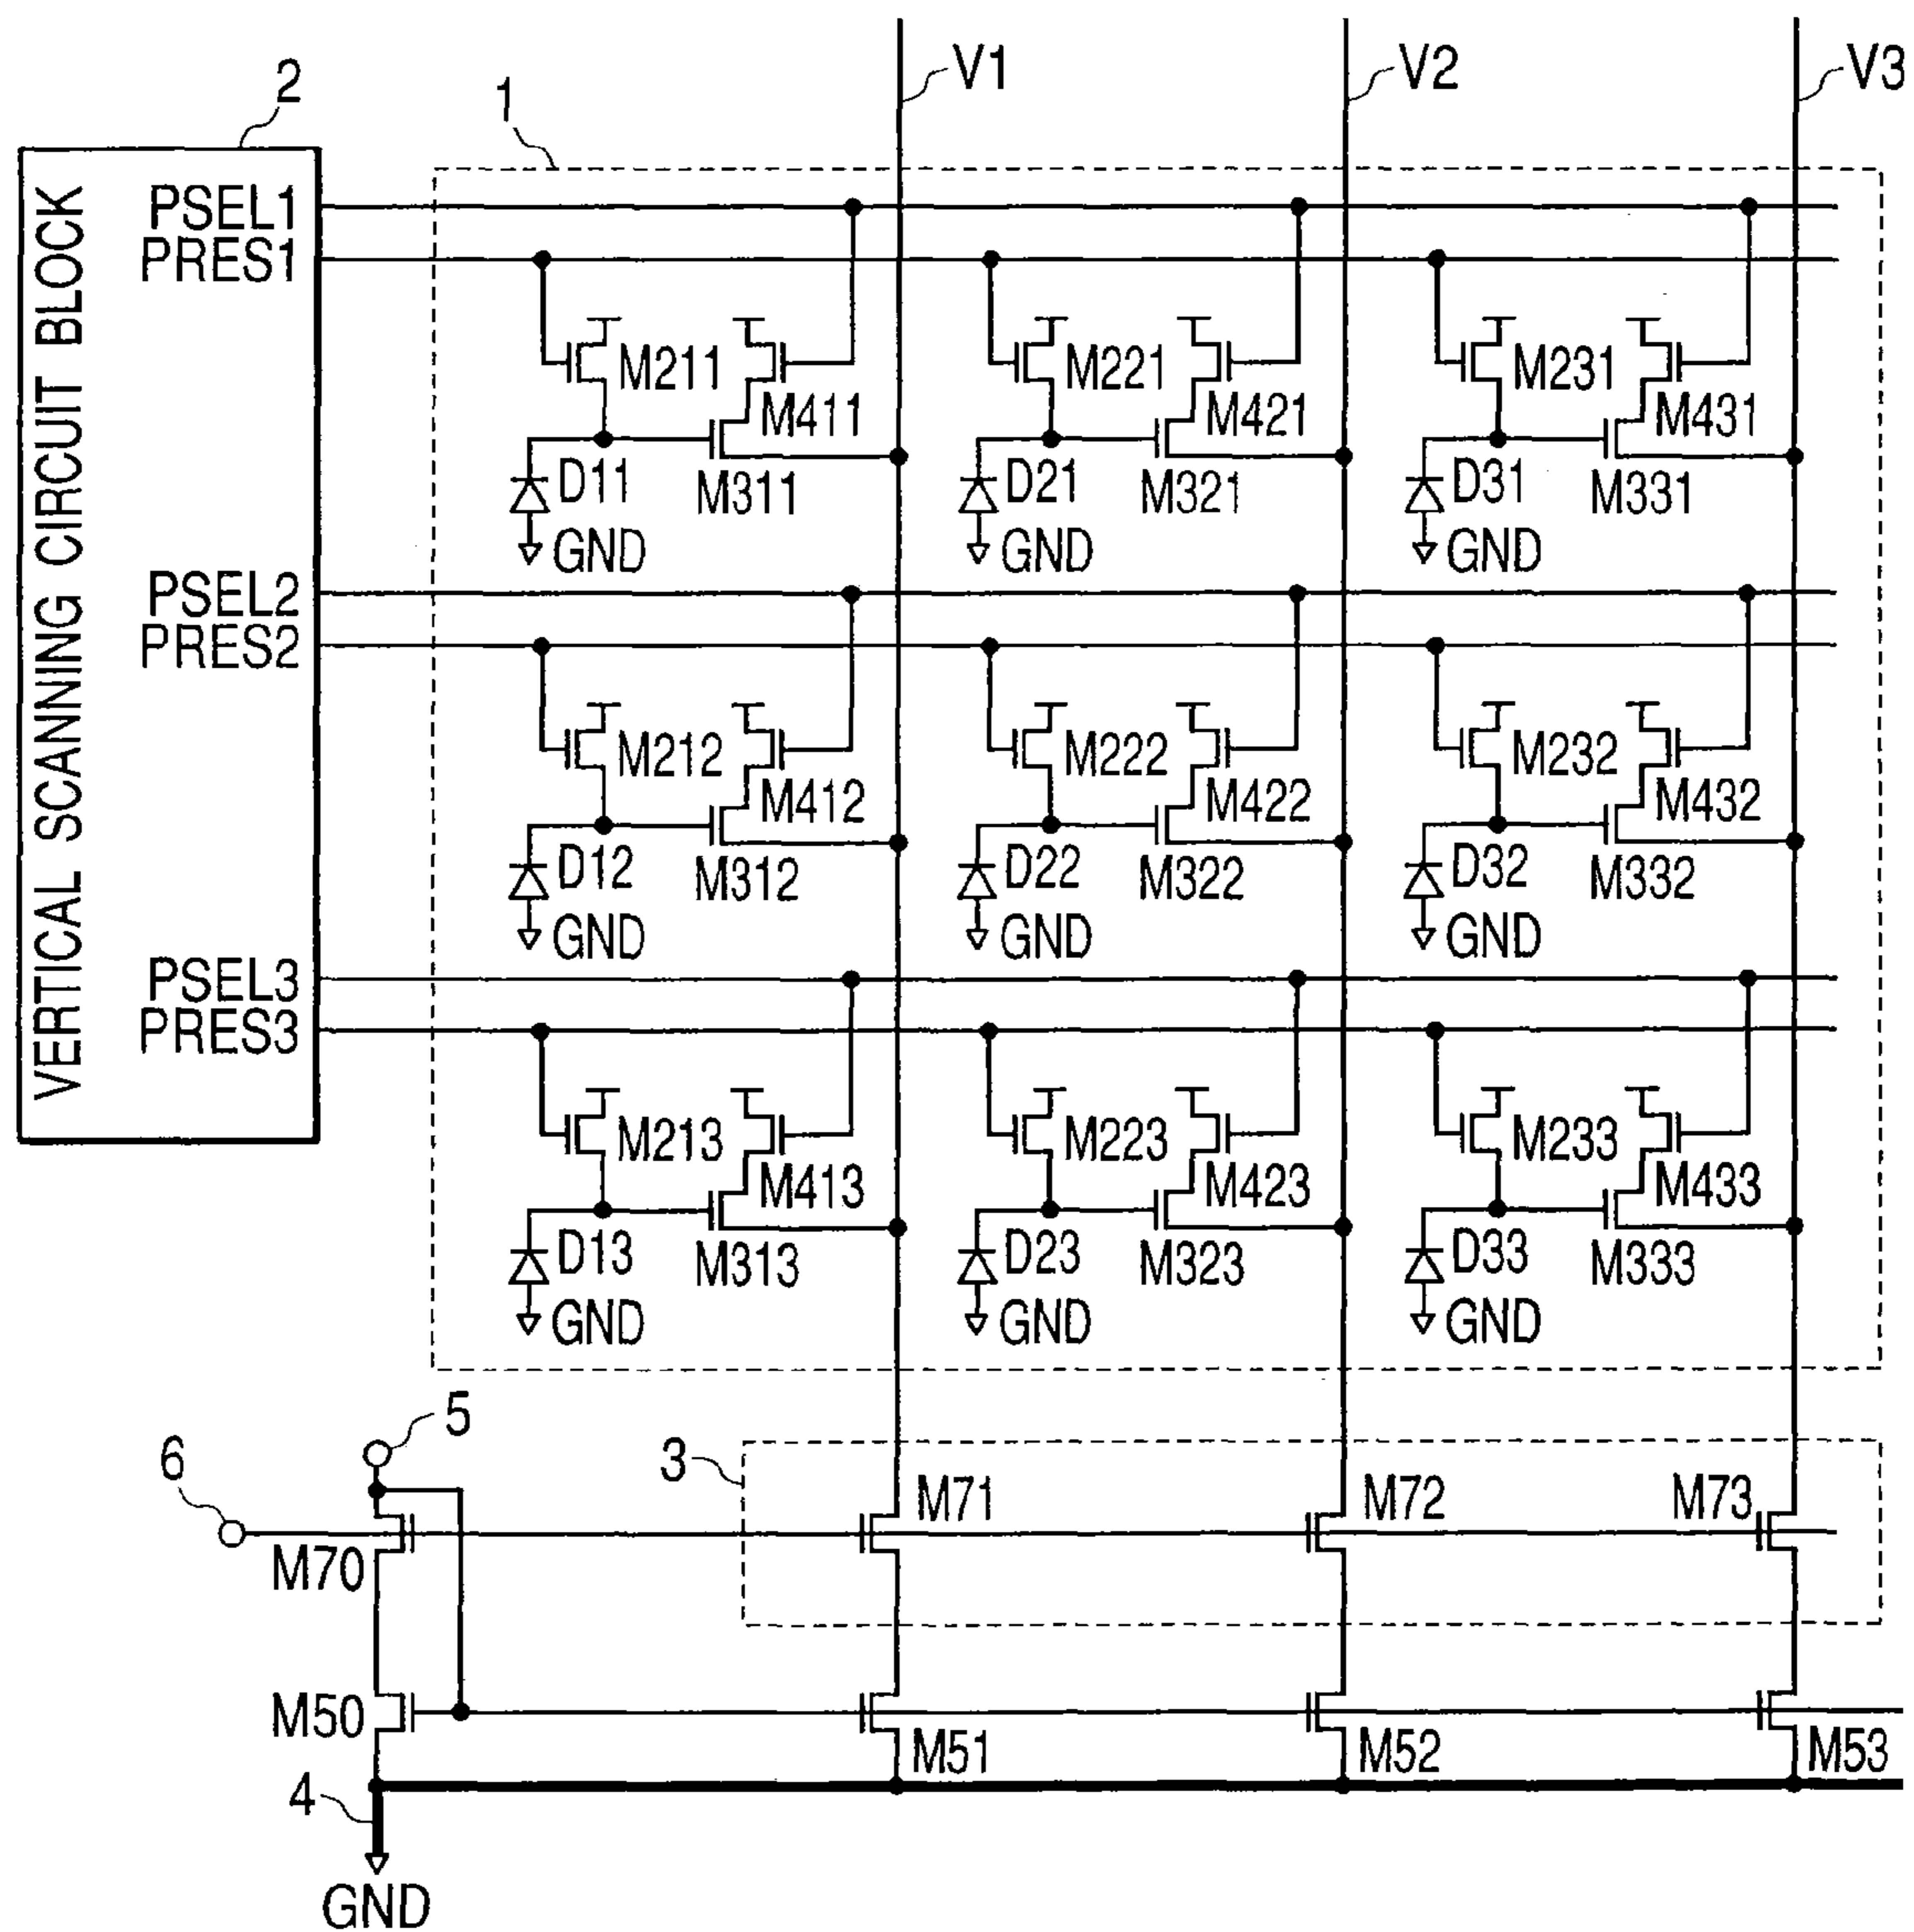 V1
V2
V3
2
1
VERTICAL SCANNING CIRCUIT BLOCK
PSEL1
PRES1
M211
M411
M221
M421
M231
M431
D11
M311
D21
M321
D31
M331
GND
GND
GND
PSEL2
PRES2
M212
M412
M222
M422
M232
M432
D12
M312
D22
M322
D32
M332
GND
GND
GND
PSEL3
PRES3
M213
M413
M223
M423
M233
M433
D13
M313
D23
M323
D33
M333
GND
GND
GND
5
6
3
M71
M72
M73
M70
M50
M51
M52
M53
4
GND